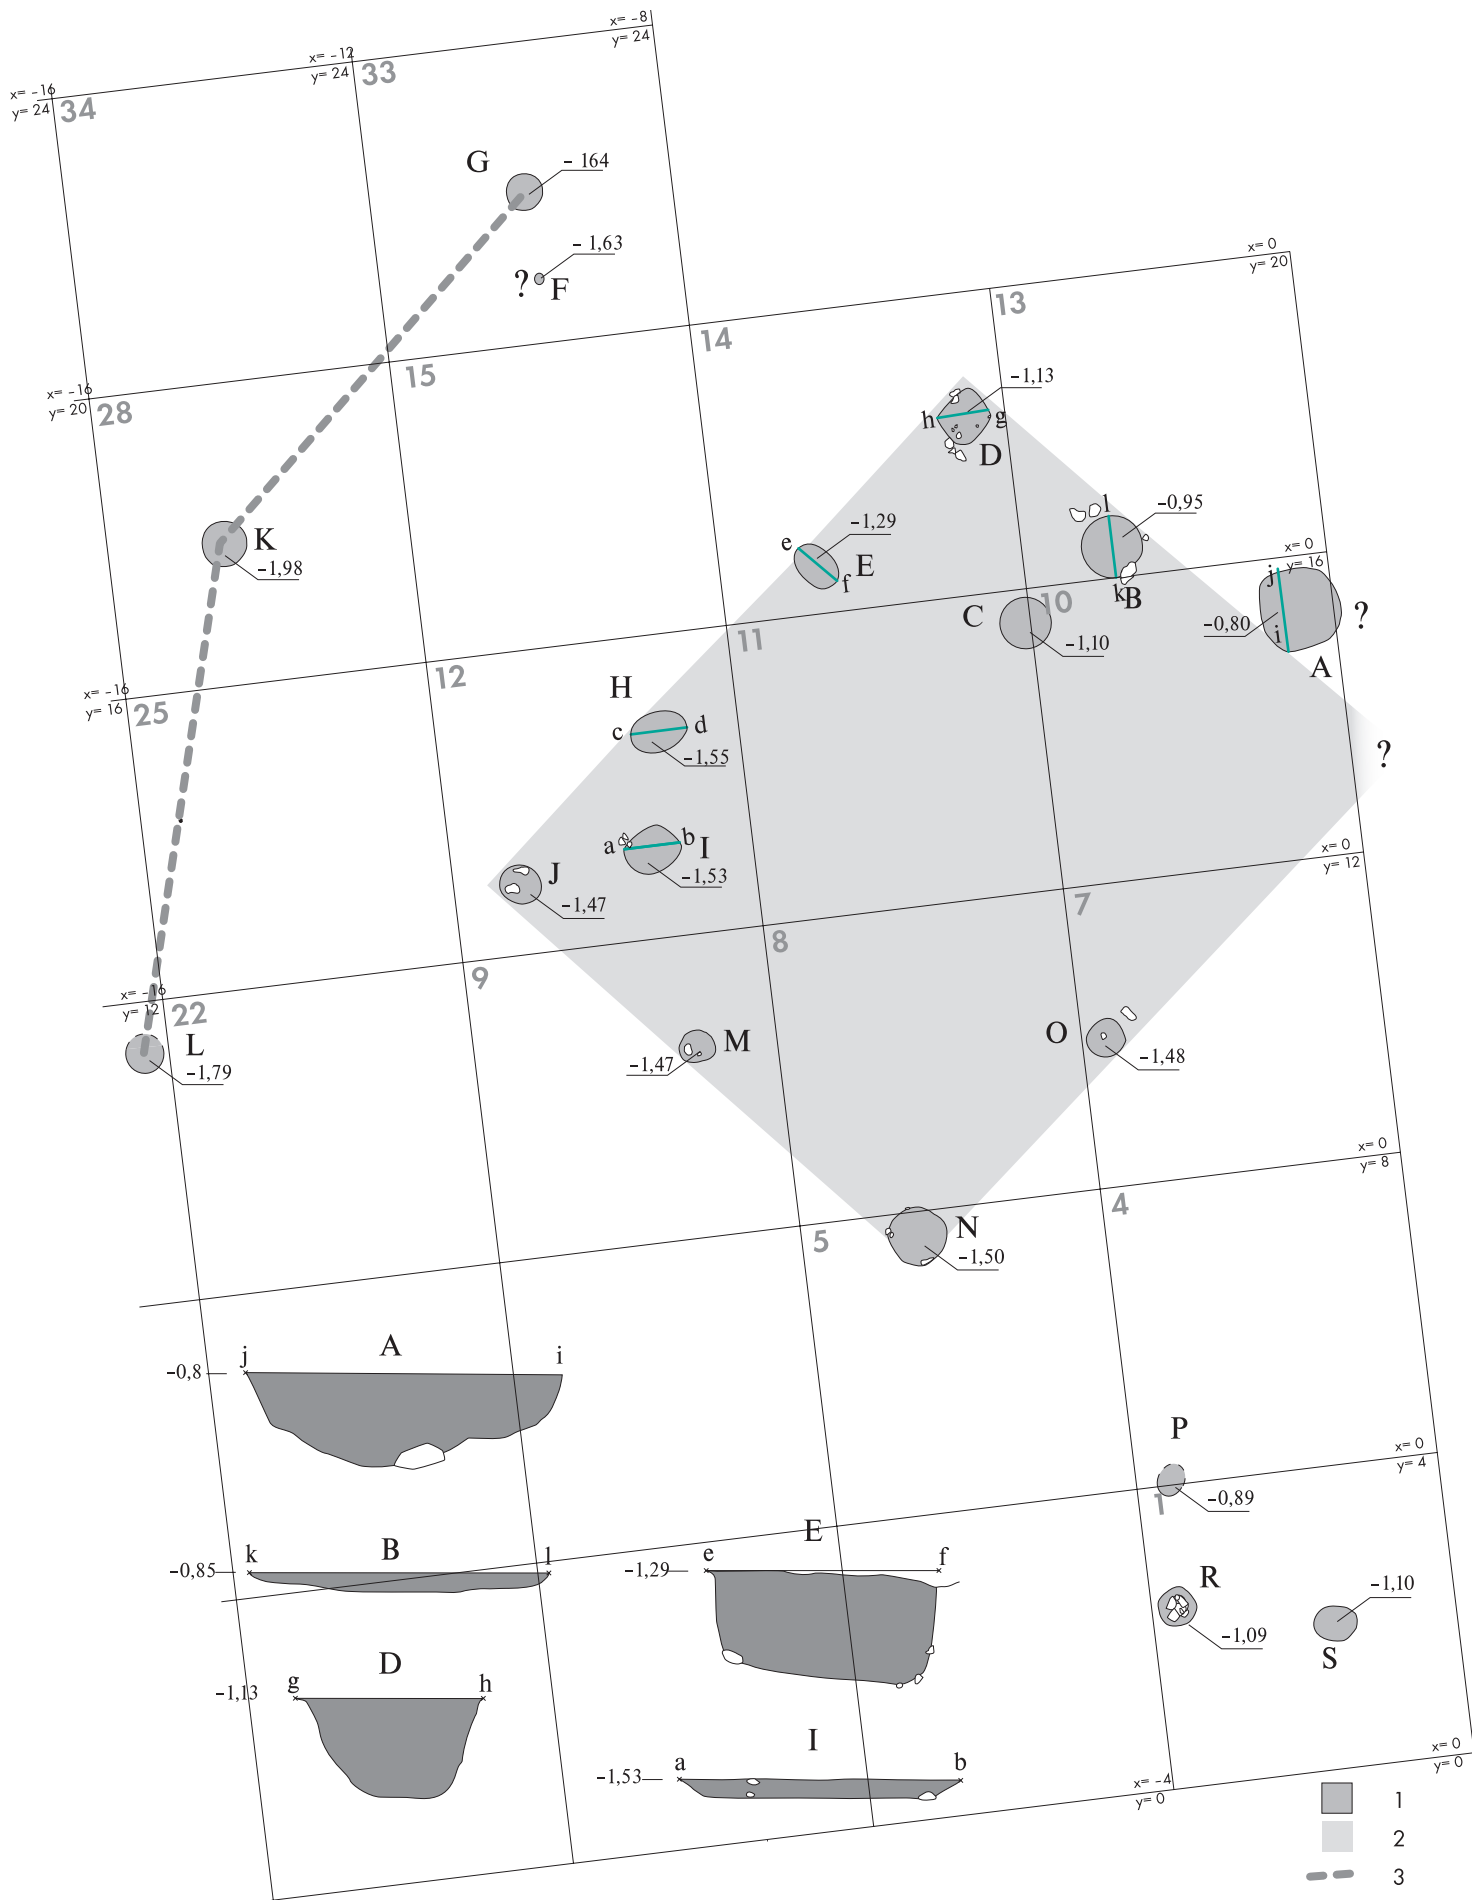 x= -8
y= 24
x= -12
y= 24
33
x= -16
y= 24
34
G
- 164
- 1,63
? F
x= 0
y= 20
13
14
15
x= -16
y= 20
28
-1,13
h
g
D
l
-0,95
e
-1,29
E
f
x= 0
y= 16
K
-1,98
k
B
j
10
C
-1,10
-0,80
i
?
A
11
12
x= -16
y= 16
25
H
c
d
-1,55
?
a
b
I
-1,53
J
-1,47
x= 0
y= 12
7
8
9
x= -16
y= 12
22
L
-1,79
M
-1,47
O
-1,48
x= 0
y= 8
4
5
N
-1,50
A
j
i
-0,8
P
x= 0
y= 4
1
-0,89
B
k
l
-0,85
E
e
f
-1,29
R
-1,09
-1,10
S
D
g
h
-1,13
I
a
b
-1,53
x= 0
y= 0
x= -4
y= 0
1
2
3